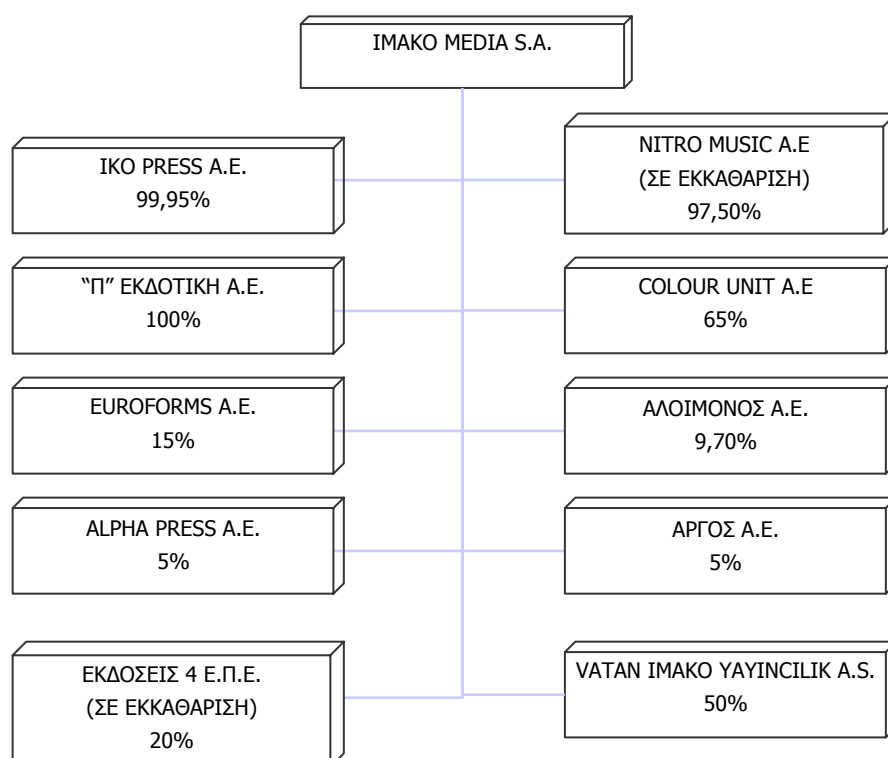 IMAKO MEDIA S.A.
IKO PRESS A.E.
99,95%
NITRO MUSIC A.E
(ΣΕ ΕΚΚΑΘΑΡΙΣΗ)
97,50%
“Π” ΕΚΔΟΤΙΚΗ Α.Ε.
100%
COLOUR UNIT A.E
65%
EUROFORMS A.E.
15%
ΑΛΟΙΜΟΝΟΣ Α.Ε.
9,70%
ALPHA PRESS A.E.
5%
ΑΡΓΟΣ Α.Ε.
5%
ΕΚΔΟΣΕΙΣ 4 Ε.Π.Ε.
(ΣΕ ΕΚΚΑΘΑΡΙΣΗ)
20%
VATAN IMAKO YAYINCILIK A.S.
50%